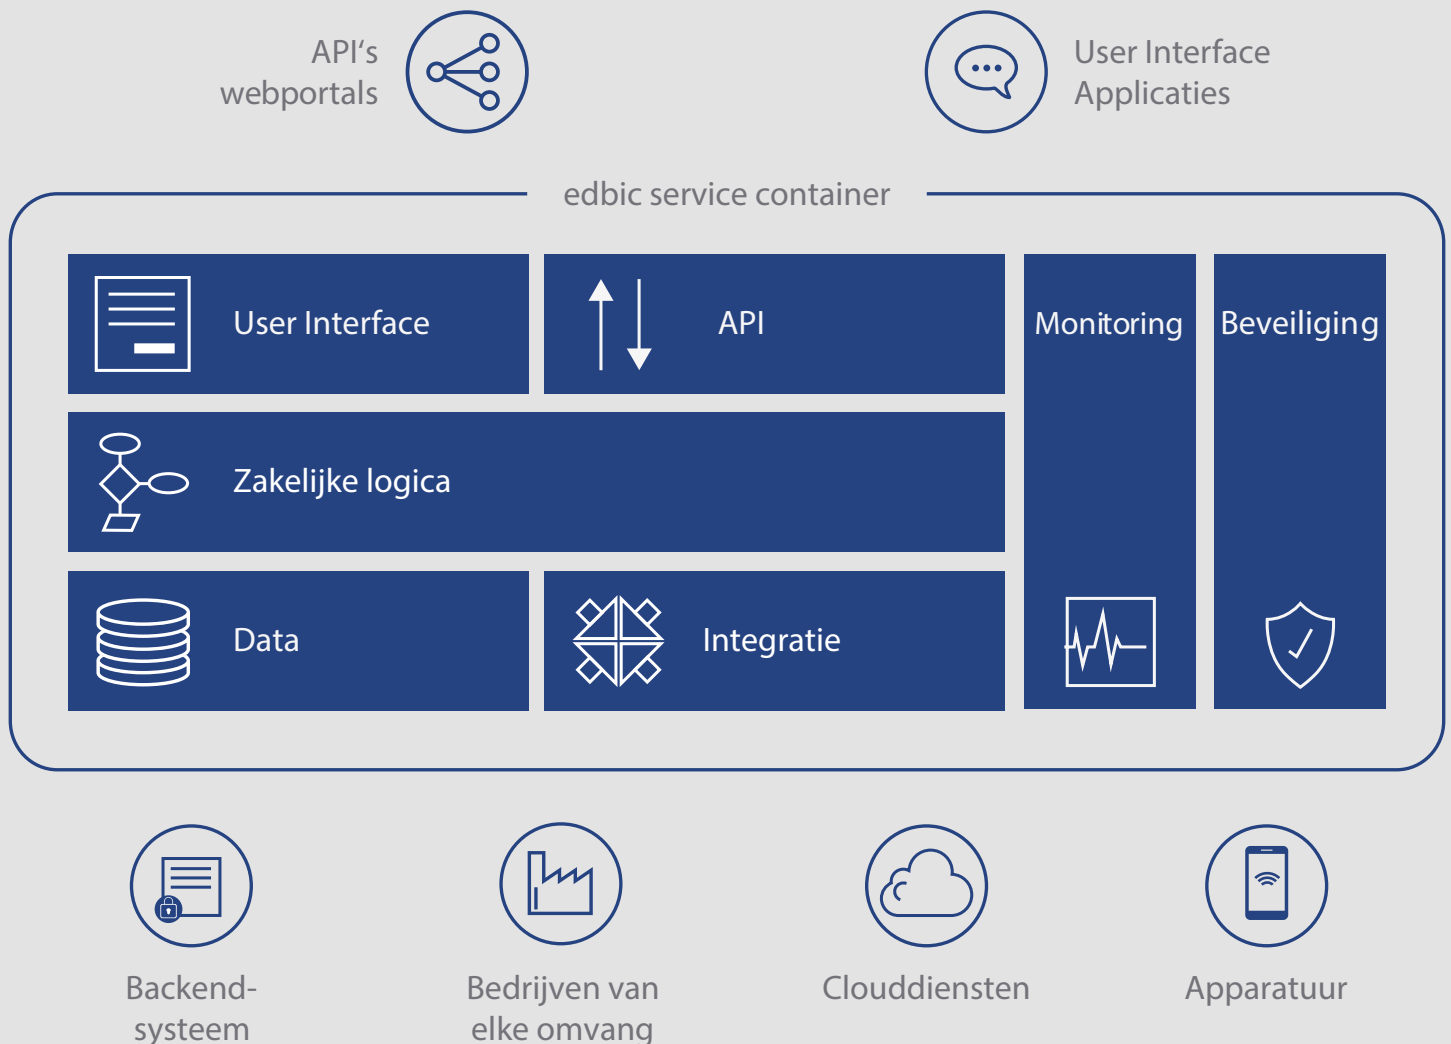 API‘s
webportals
User Interface
Applicaties
edbic service container
User Interface
API
Monitoring
Beveiliging
Zakelijke logica
Data
Integratie
Backend-
systeem
Bedrijven van
elke omvang
Clouddiensten
Apparatuur